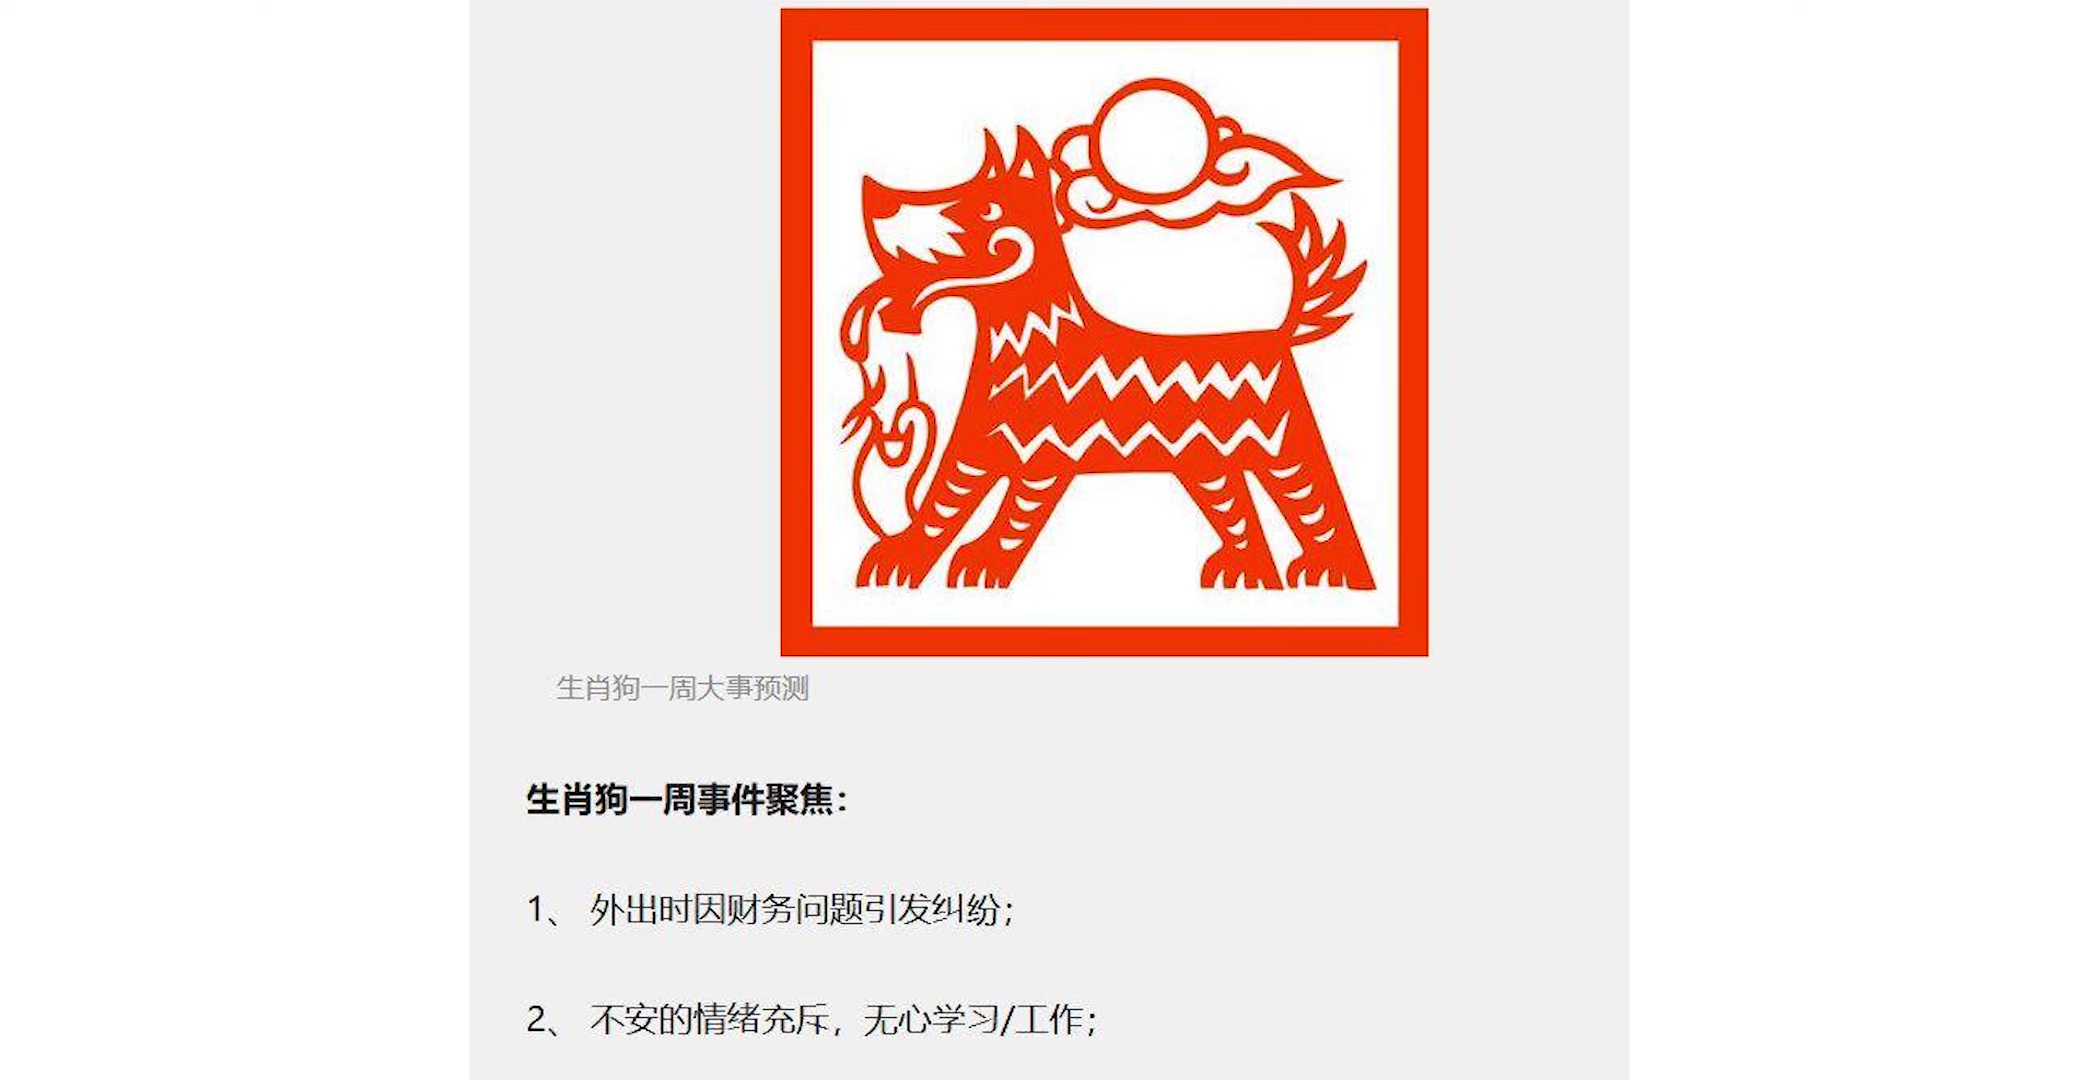 生肖狗一周大事预测
生肖狗一周事件聚焦：
1、 外出时因财务问题引发纠纷；
2、 不安的情绪充斥，无心学习/工作；